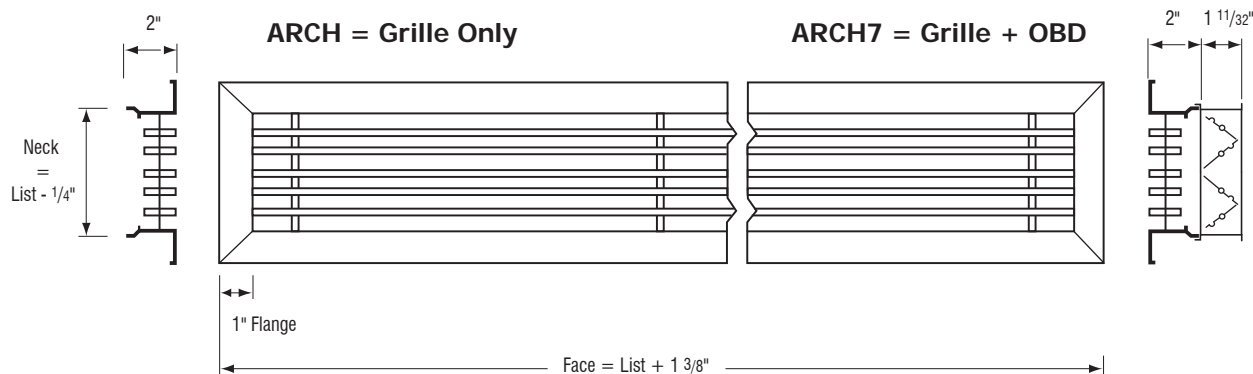 2"
ARCH = Grille Only
ARCH7 = Grille + OBD
2"
1 11/32"
Neck
=
List - 1/4"
1" Flange
Face = List + 1 3/8"